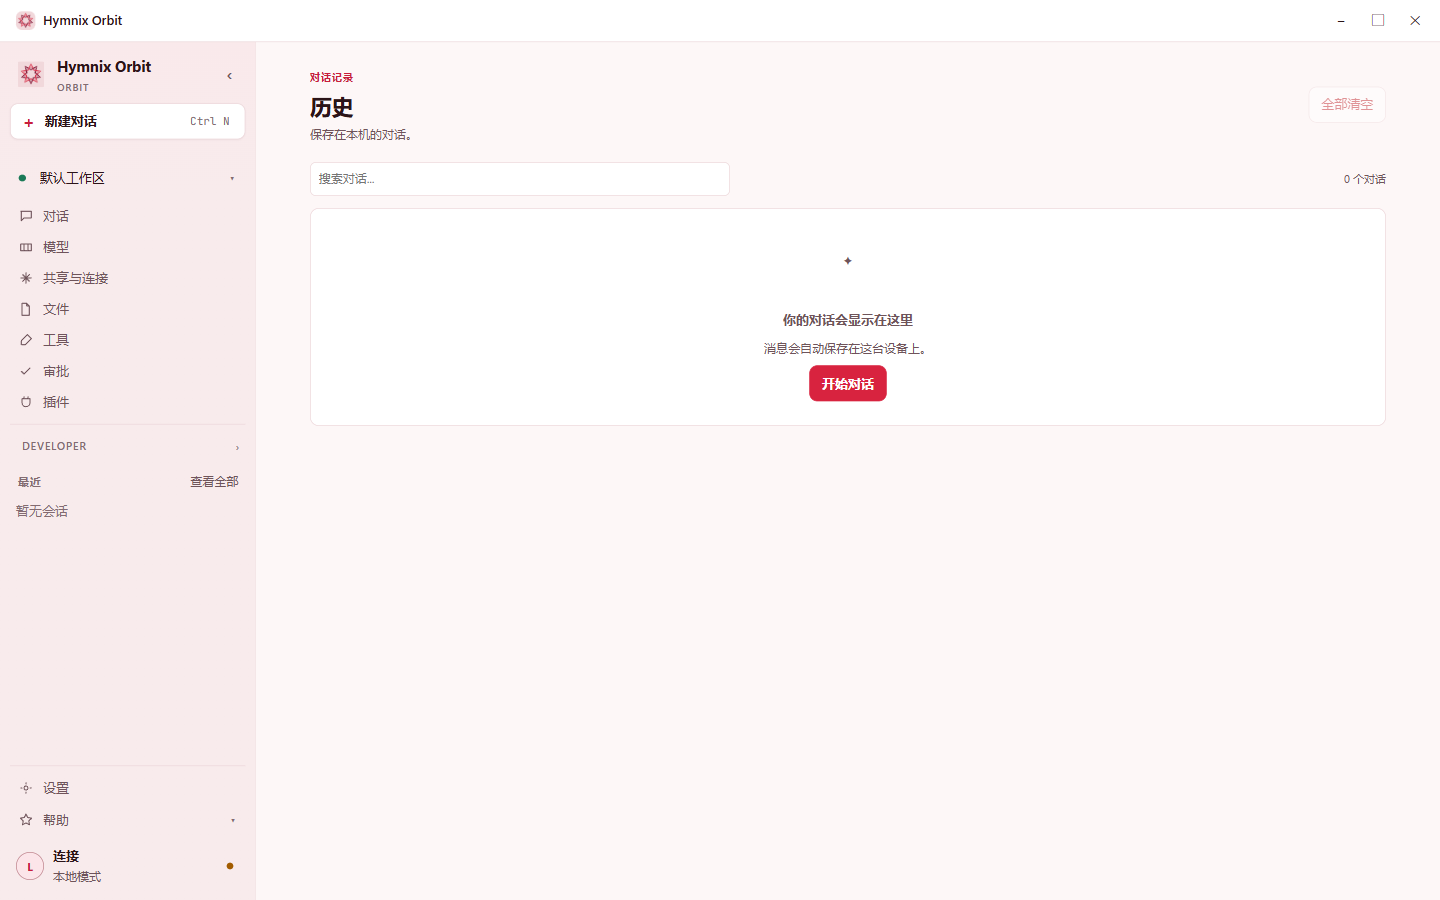 Hymnix Orbit
Hymnix Orbit
ORBIT
+ 新建对话 Ctrl N
默认工作区
对话
模型
共享与连接
文件
工具
审批
插件
DEVELOPER
最近 查看全部
暂无会话
设置
帮助
L
连接
本地模式
对话记录
历史
保存在本机的对话。
全部清空
搜索对话...
0 个对话
你的对话会显示在这里
消息会自动保存在这台设备上。
开始对话